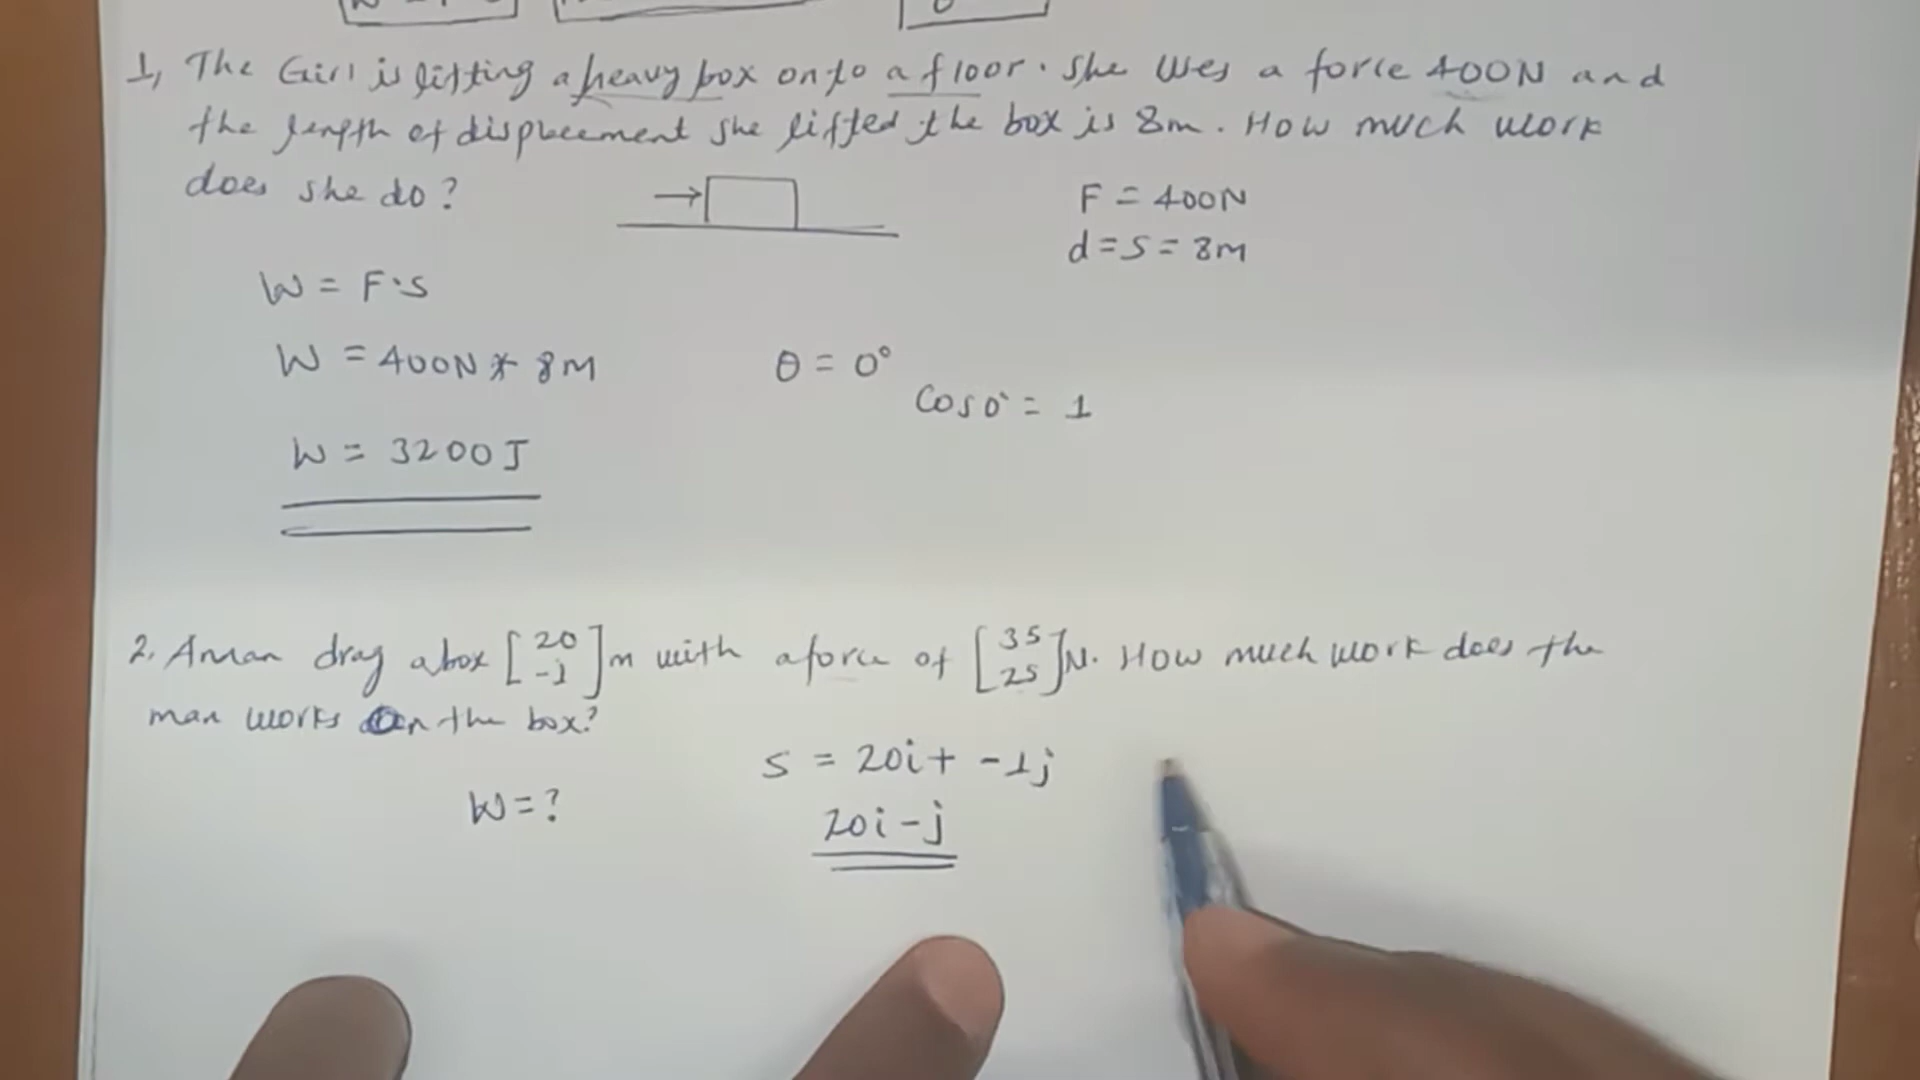 1, The Girl is lifting a heavy box onto a floor. She uses a force 400N and
the length of displacement she lifted the box is 8m. How much work
does she do?
F = 400N
d = S = 8m
W = F·S
W = 400N * 8M
θ = 0°
Cos 0° = 1
W = 3200J
2. A man drag a box [20 -1] m with a force of [35 25] N. How much work does the
man works On the box?
S = 20i + -1j
W = ?
20i - j